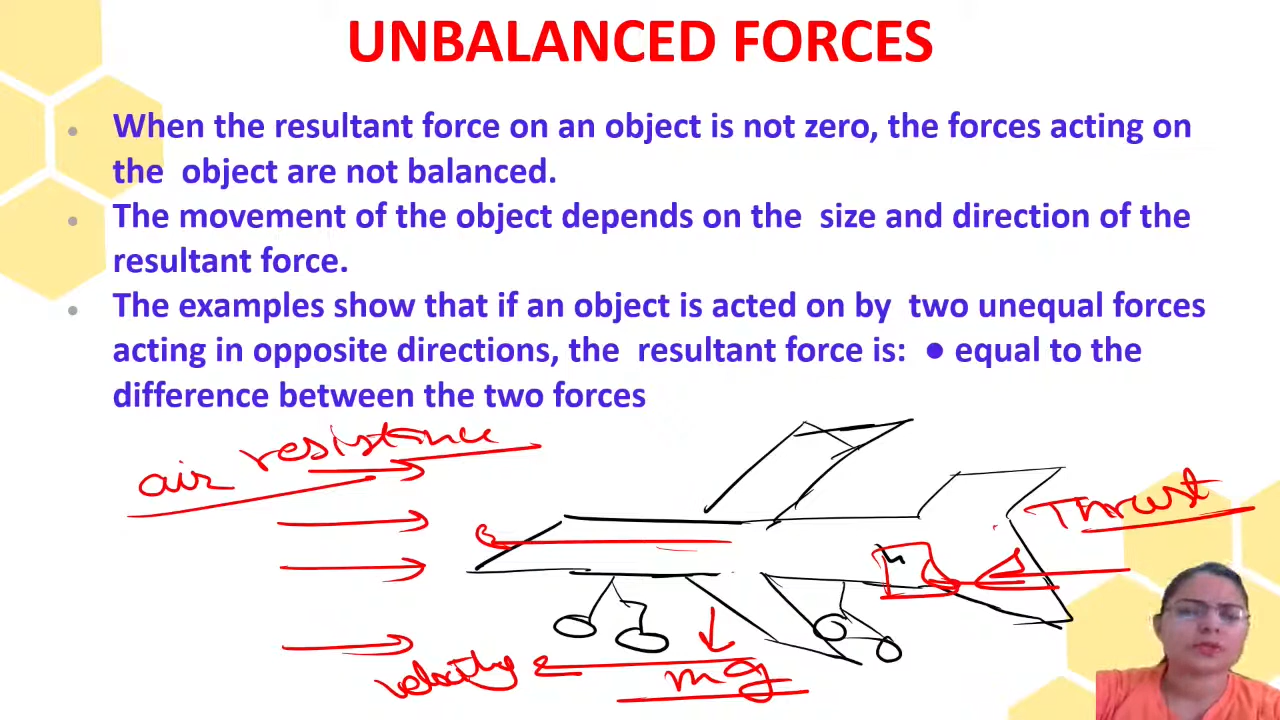 UNBALANCED FORCES
• When the resultant force on an object is not zero, the forces acting on
the object are not balanced.
• The movement of the object depends on the size and direction of the
resultant force.
• The examples show that if an object is acted on by two unequal forces
acting in opposite directions, the resultant force is: ● equal to the
difference between the two forces
air resistance
Thrust
velocity
mg